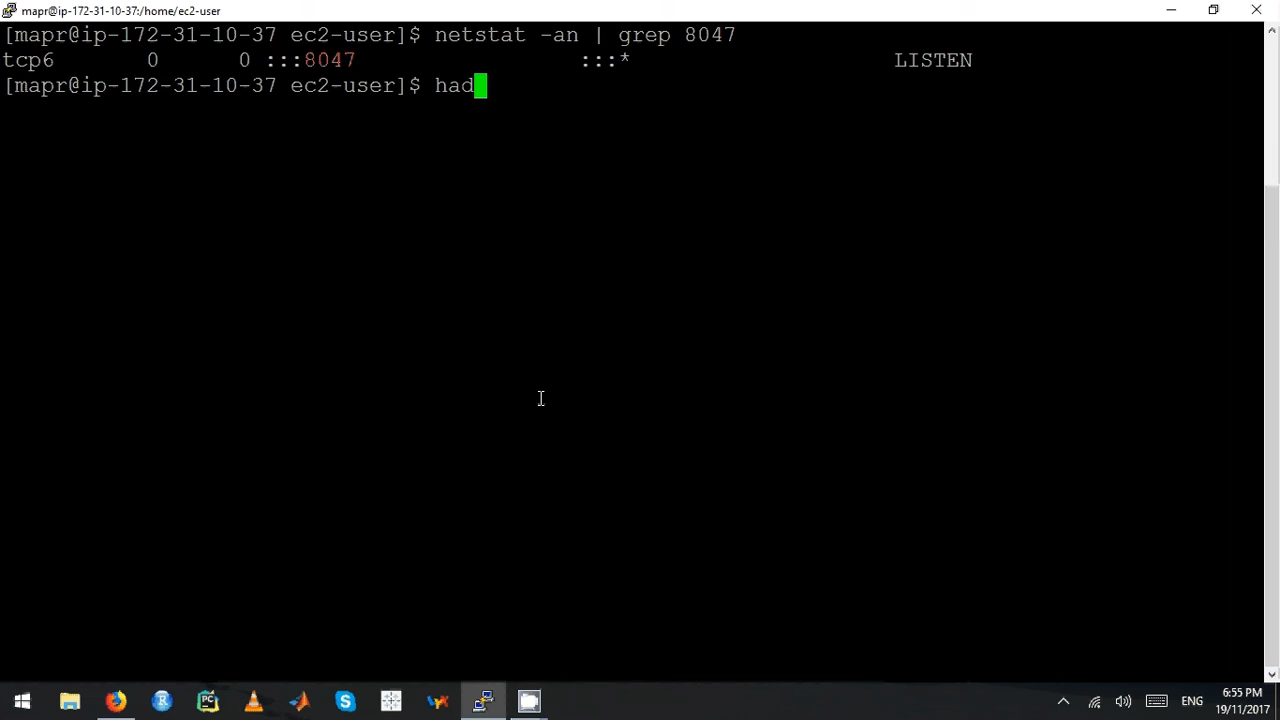 mapr@ip-172-31-10-37:/home/ec2-user
[mapr@ip-172-31-10-37 ec2-user]$ netstat -an | grep 8047
tcp6       0      0 :::8047                 :::*                    LISTEN
[mapr@ip-172-31-10-37 ec2-user]$ had
R
PC
ENG
6:55 PM
19/11/2017